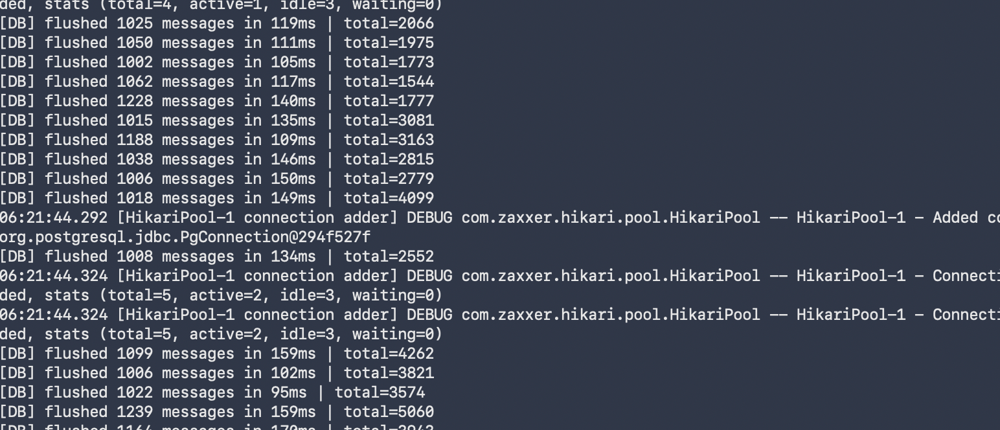 ded, stats (total=4, active=1, idle=3, waiting=0)
[DB] flushed 1025 messages in 119ms | total=2066
[DB] flushed 1050 messages in 111ms | total=1975
[DB] flushed 1002 messages in 105ms | total=1773
[DB] flushed 1062 messages in 117ms | total=1544
[DB] flushed 1228 messages in 140ms | total=1777
[DB] flushed 1015 messages in 135ms | total=3081
[DB] flushed 1188 messages in 109ms | total=3163
[DB] flushed 1038 messages in 146ms | total=2815
[DB] flushed 1006 messages in 150ms | total=2779
[DB] flushed 1018 messages in 149ms | total=4099
06:21:44.292 [HikariPool-1 connection adder] DEBUG com.zaxxer.hikari.pool.HikariPool -- HikariPool-1 - Added co
org.postgresql.jdbc.PgConnection@294f527f
[DB] flushed 1008 messages in 134ms | total=2552
06:21:44.324 [HikariPool-1 connection adder] DEBUG com.zaxxer.hikari.pool.HikariPool -- HikariPool-1 - Connecti
ded, stats (total=5, active=2, idle=3, waiting=0)
06:21:44.324 [HikariPool-1 connection adder] DEBUG com.zaxxer.hikari.pool.HikariPool -- HikariPool-1 - Connecti
ded, stats (total=5, active=2, idle=3, waiting=0)
[DB] flushed 1099 messages in 159ms | total=4262
[DB] flushed 1006 messages in 102ms | total=3821
[DB] flushed 1022 messages in 95ms | total=3574
[DB] flushed 1239 messages in 159ms | total=5060
[DB] flushed 1164 messages in 170ms |